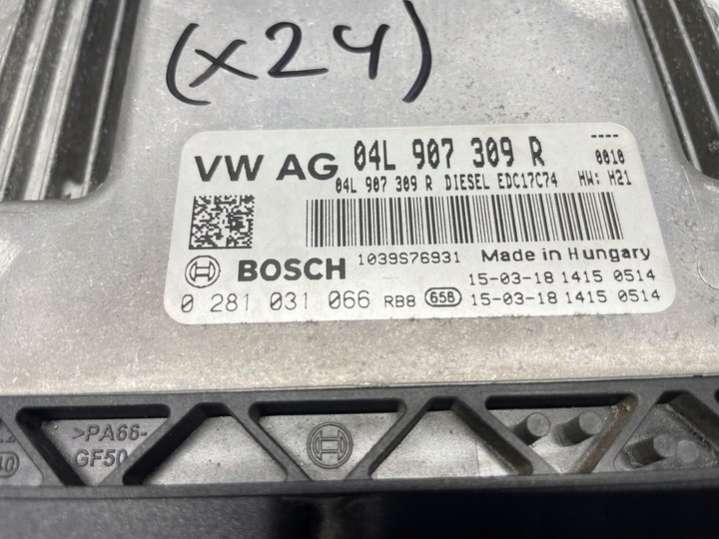 (x24)
VW AG 04L 907 309 R
----
0010
04L 907 309 R DIESEL EDC17C74 HW: H21
1039S76931 Made in Hungary
BOSCH 15-03-18 1415 0514
0 281 031 066 RB8 658 15-03-18 1415 0514
>PA66-
GF50